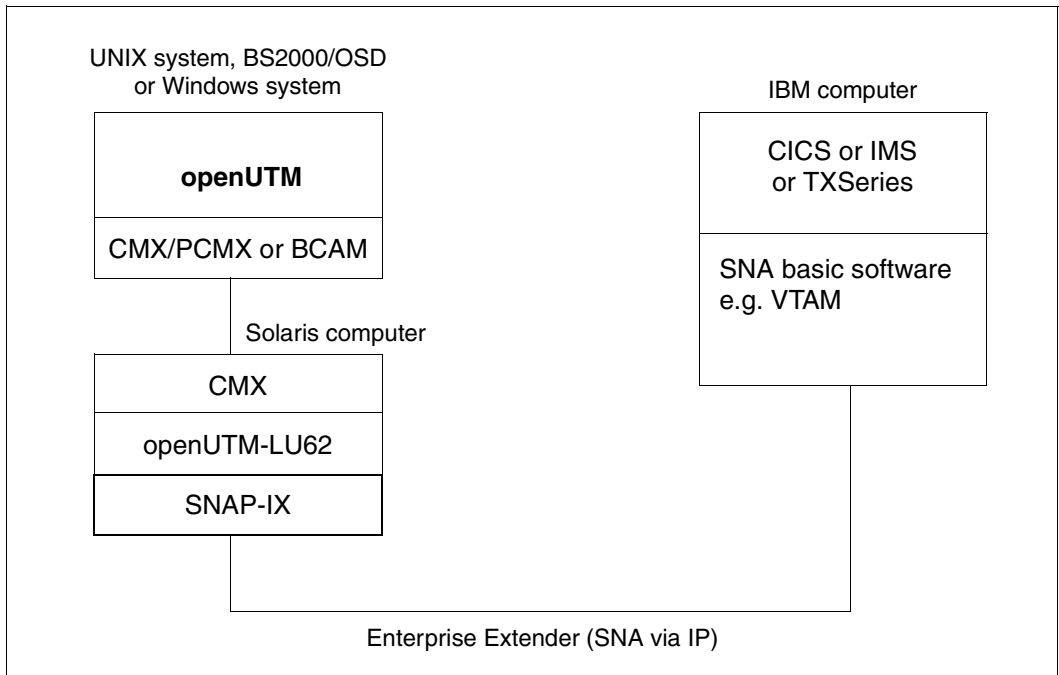 UNIX system, BS2000/OSD
or Windows system
openUTM
CMX/PCMX or BCAM
Solaris computer
CMX
openUTM-LU62
SNAP-IX
IBM computer
CICS or IMS
or TXSeries
SNA basic software
e.g. VTAM
Enterprise Extender (SNA via IP)